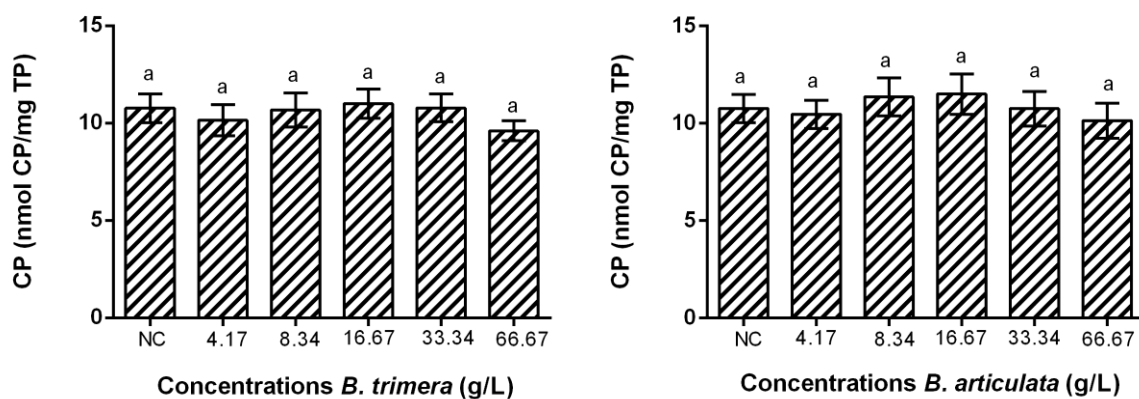 CP (nmol CP/mg TP)
15
10
5
0
a a a a a a
NC 4.17 8.34 16.67 33.34 66.67
Concentrations B. trimera (g/L)
CP (nmol CP/mg TP)
15
10
5
0
a a a a a a
NC 4.17 8.34 16.67 33.34 66.67
Concentrations B. articulata (g/L)